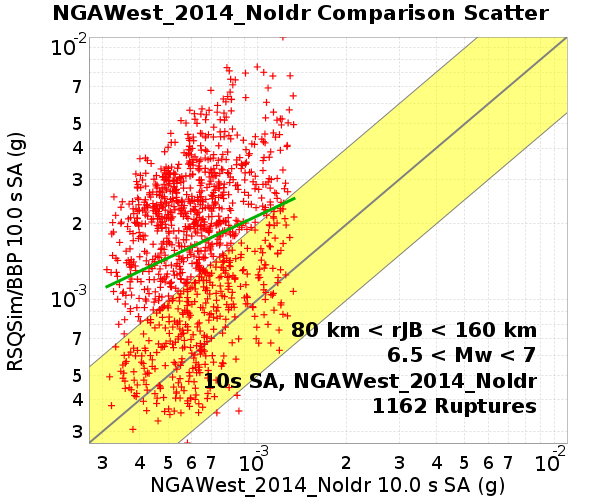 NGAWest_2014_NoIdr Comparison Scatter
RSQSim/BBP 10.0 s SA (g)
10-2
7
5
4
3
2
10-3
7
5
4
3
80 km < rJB < 160 km
6.5 < Mw < 7
10s SA, NGAWest_2014_NoIdr
1162 Ruptures
3 4 5 6 7 10-3 2 3 4 5 6 7 10-2
NGAWest_2014_NoIdr 10.0 s SA (g)